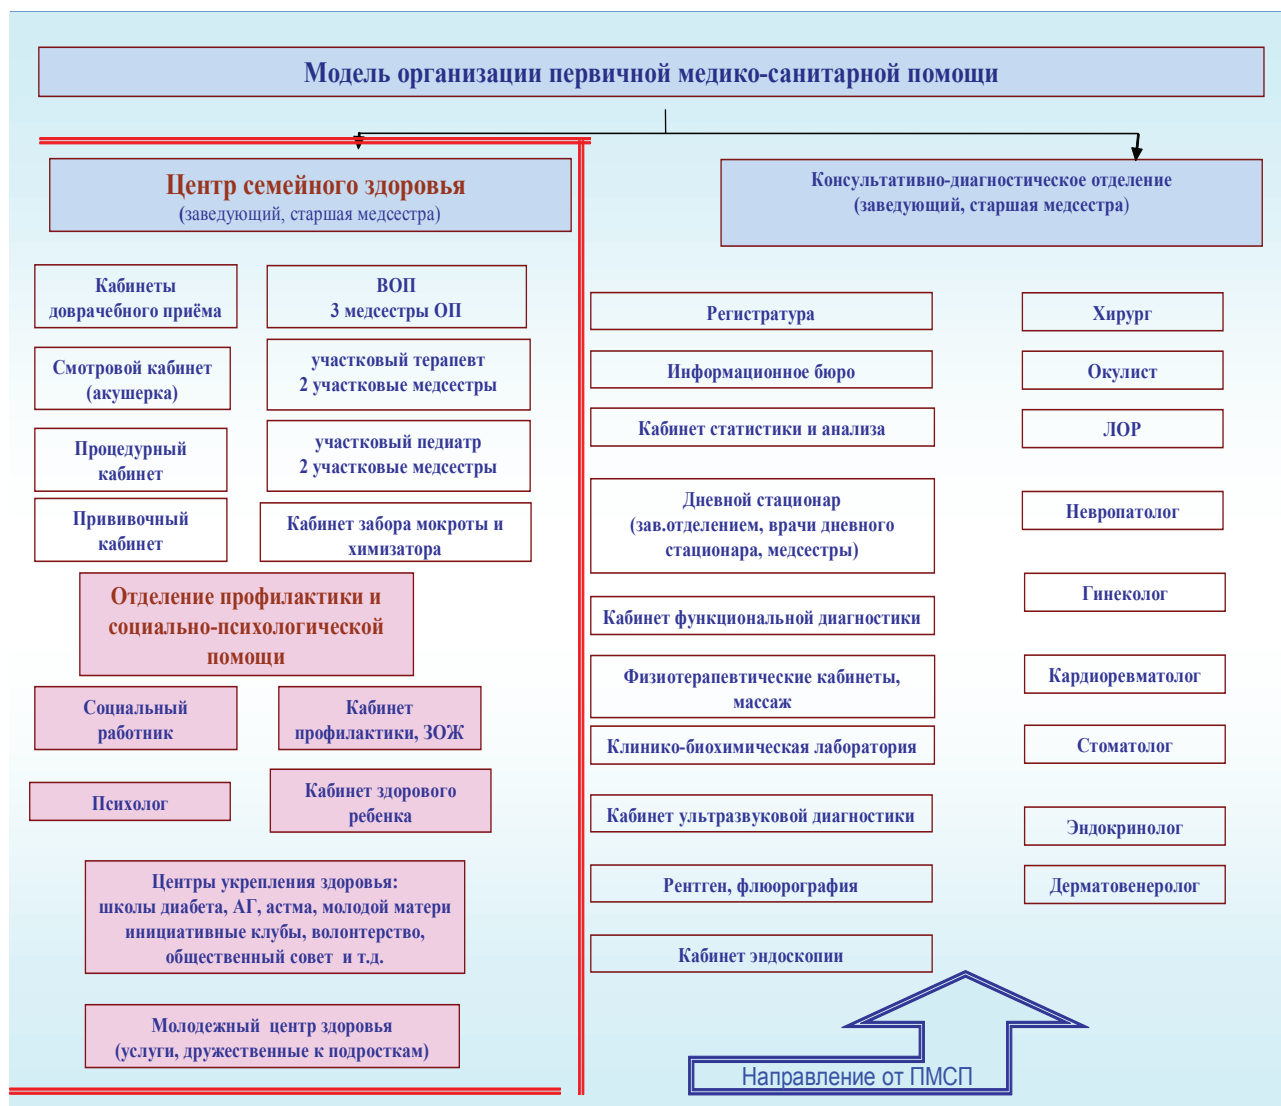 Модель организации первичной медико-санитарной помощи
Центр семейного здоровья
(заведующий, старшая медсестра)
Кабинеты
доврачебного приёма
ВОП
3 медсестры ОП
Смотровой кабинет
(акушерка)
участковый терапевт
2 участковые медсестры
Процедурный
кабинет
участковый педиатр
2 участковые медсестры
Прививочный
кабинет
Кабинет забора мокроты и
химизатора
Отделение профилактики и
социально-психологической
помощи
Социальный
работник
Кабинет
профилактики, ЗОЖ
Психолог
Кабинет здорового
ребенка
Центры укрепления здоровья:
школы диабета, АГ, астма, молодой матери
инициативные клубы, волонтерство,
общественный совет и т.д.
Молодежный центр здоровья
(услуги, дружественные к подросткам)
Консультативно-диагностическое отделение
(заведующий, старшая медсестра)
Регистратура
Информационное бюро
Кабинет статистики и анализа
Дневной стационар
(зав.отделением, врачи дневного
стационара, медсестры)
Кабинет функциональной диагностики
Физиотерапевтические кабинеты,
массаж
Клинико-биохимическая лаборатория
Кабинет ультразвуковой диагностики
Рентген, флюорография
Кабинет эндоскопии
Хирург
Окулист
ЛОР
Невропатолог
Гинеколог
Кардиоревматолог
Стоматолог
Эндокринолог
Дерматовенеролог
Направление от ПМСП